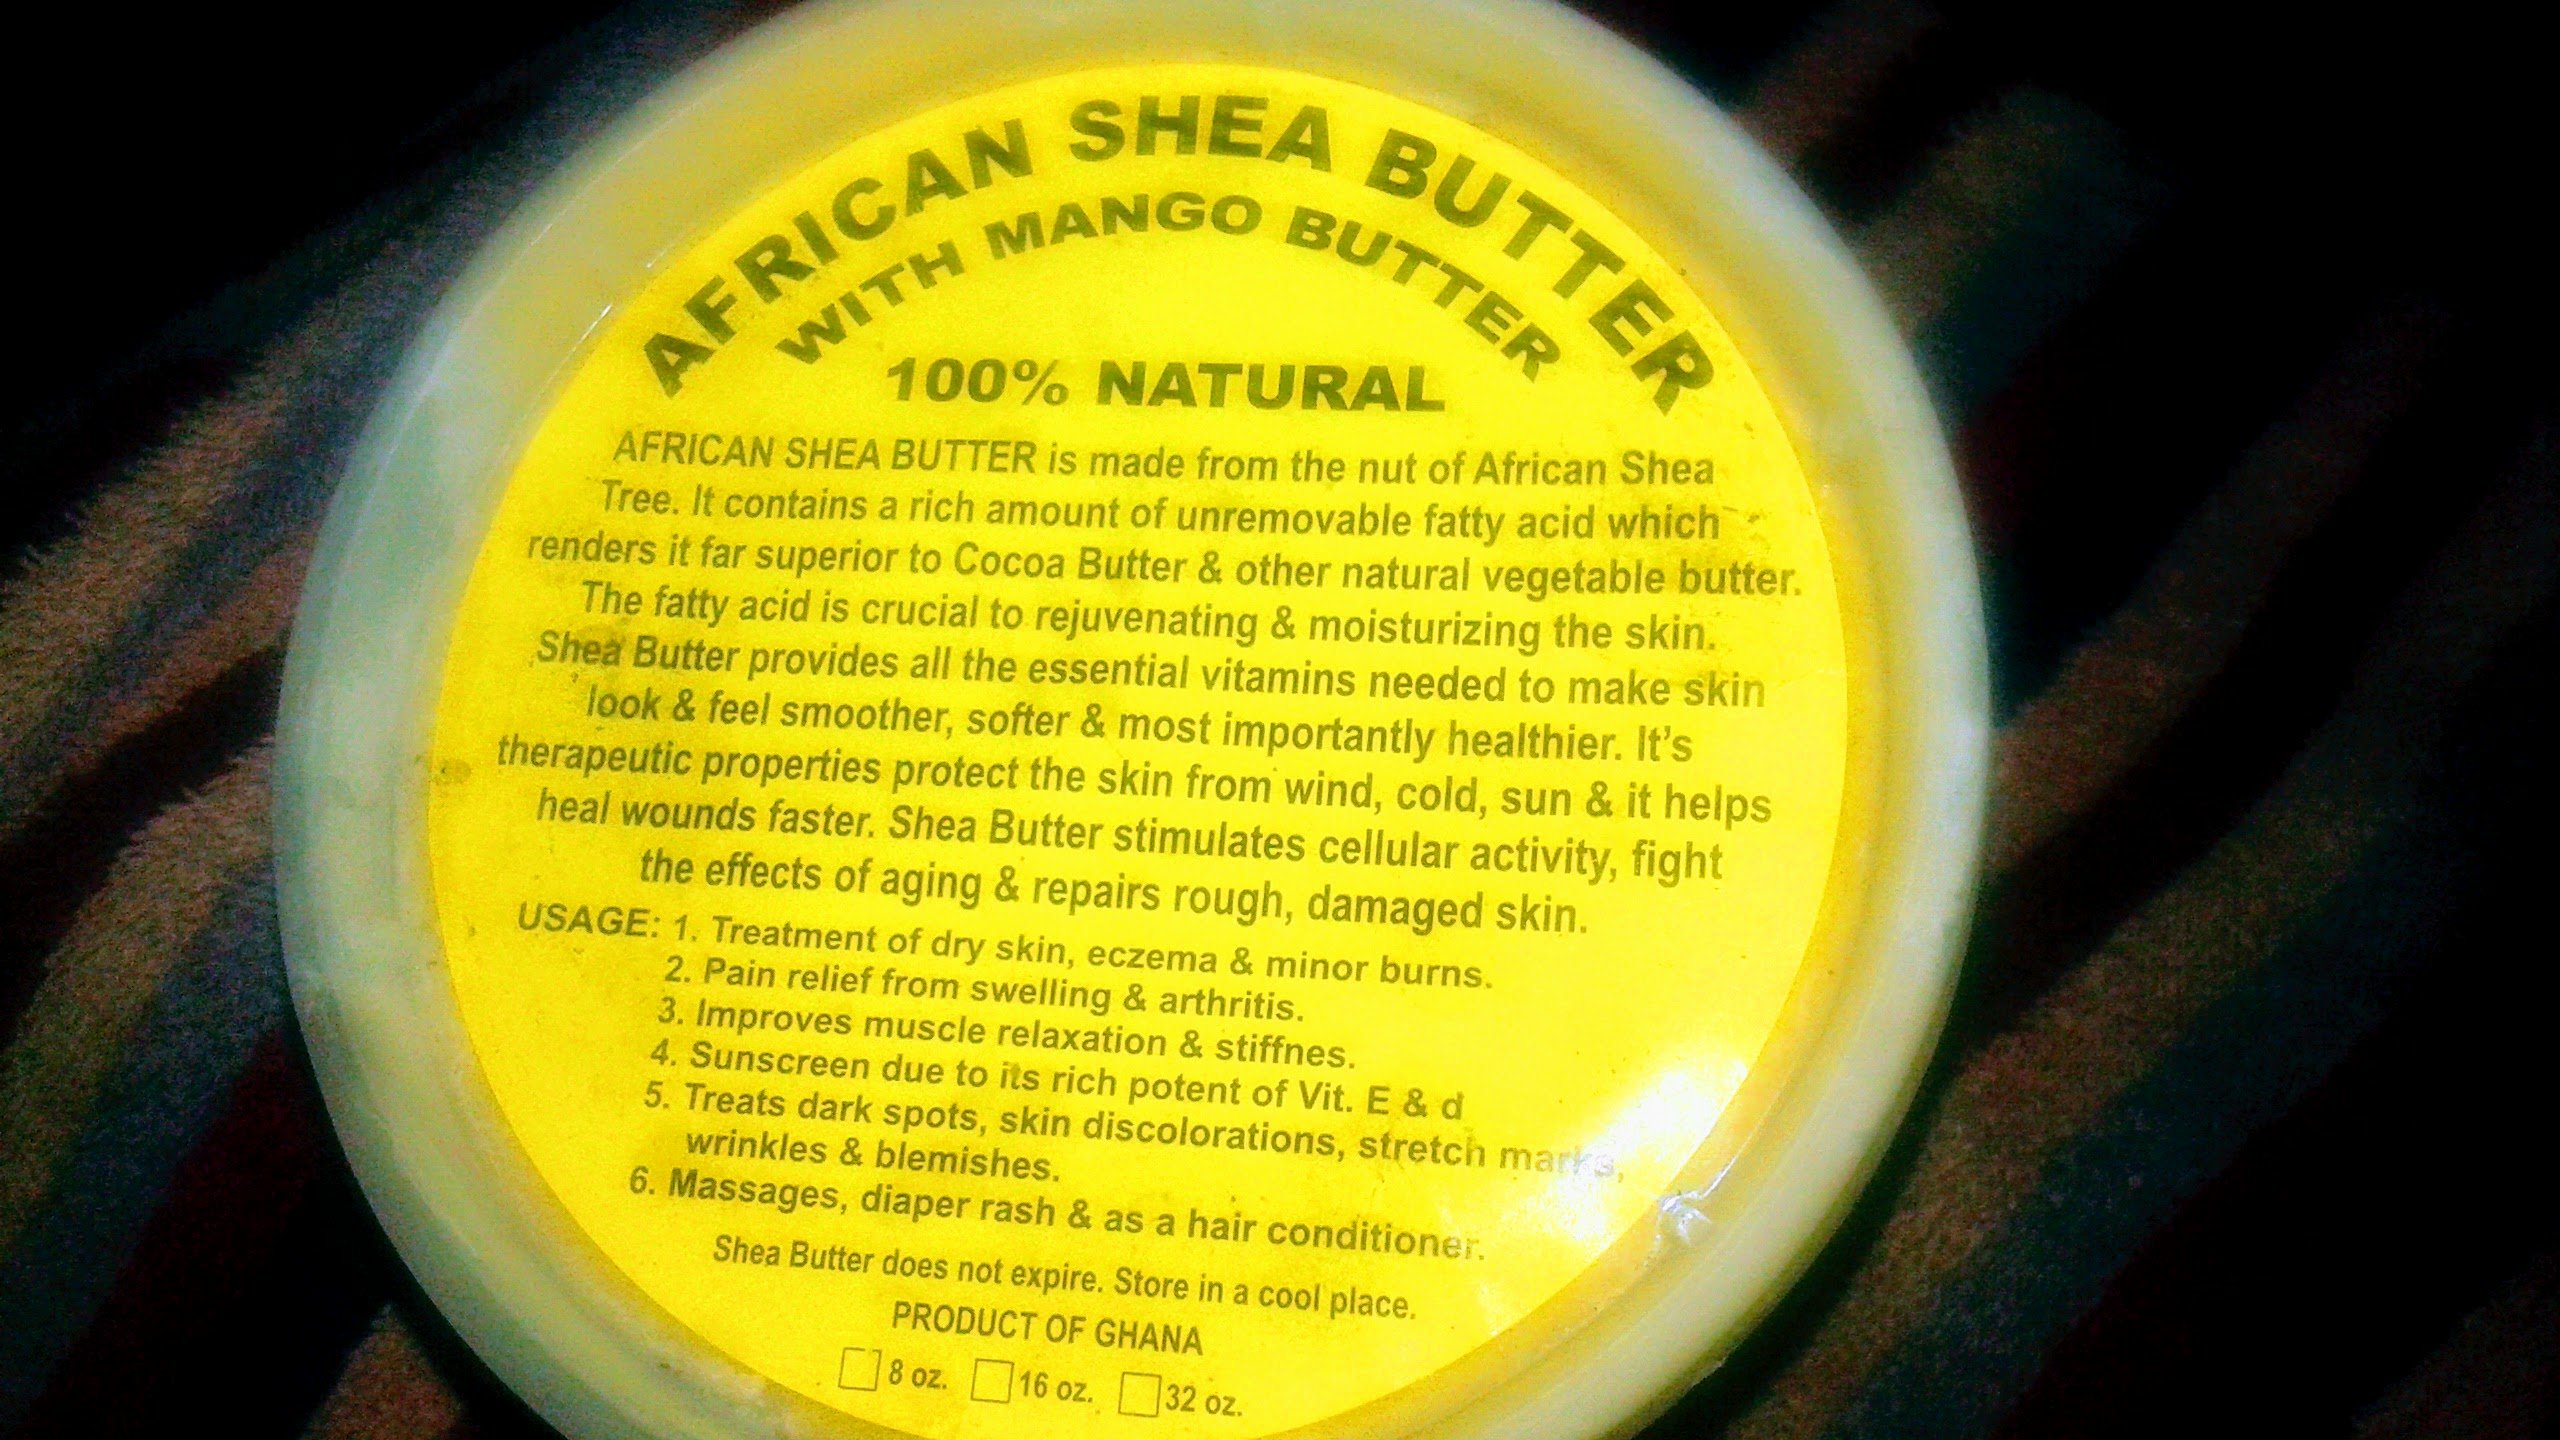 AFRICAN SHEA BUTTER
WITH MANGO BUTTER
100% NATURAL
AFRICAN SHEA BUTTER is made from the nut of African Shea
Tree. It contains a rich amount of unremovable fatty acid which
renders it far superior to Cocoa Butter & other natural vegetable butter.
The fatty acid is crucial to rejuvenating & moisturizing the skin.
Shea Butter provides all the essential vitamins needed to make skin
look & feel smoother, softer & most importantly healthier. It's
therapeutic properties protect the skin from wind, cold, sun & it helps
heal wounds faster. Shea Butter stimulates cellular activity, fight
the effects of aging & repairs rough, damaged skin.
USAGE: 1. Treatment of dry skin, eczema & minor burns.
2. Pain relief from swelling & arthritis.
3. Improves muscle relaxation & stiffnes.
4. Sunscreen due to its rich potent of Vit. E & d
5. Treats dark spots, skin discolorations, stretch marks,
wrinkles & blemishes.
6. Massages, diaper rash & as a hair conditioner.
Shea Butter does not expire. Store in a cool place.
PRODUCT OF GHANA
8 oz. 16 oz. 32 oz.